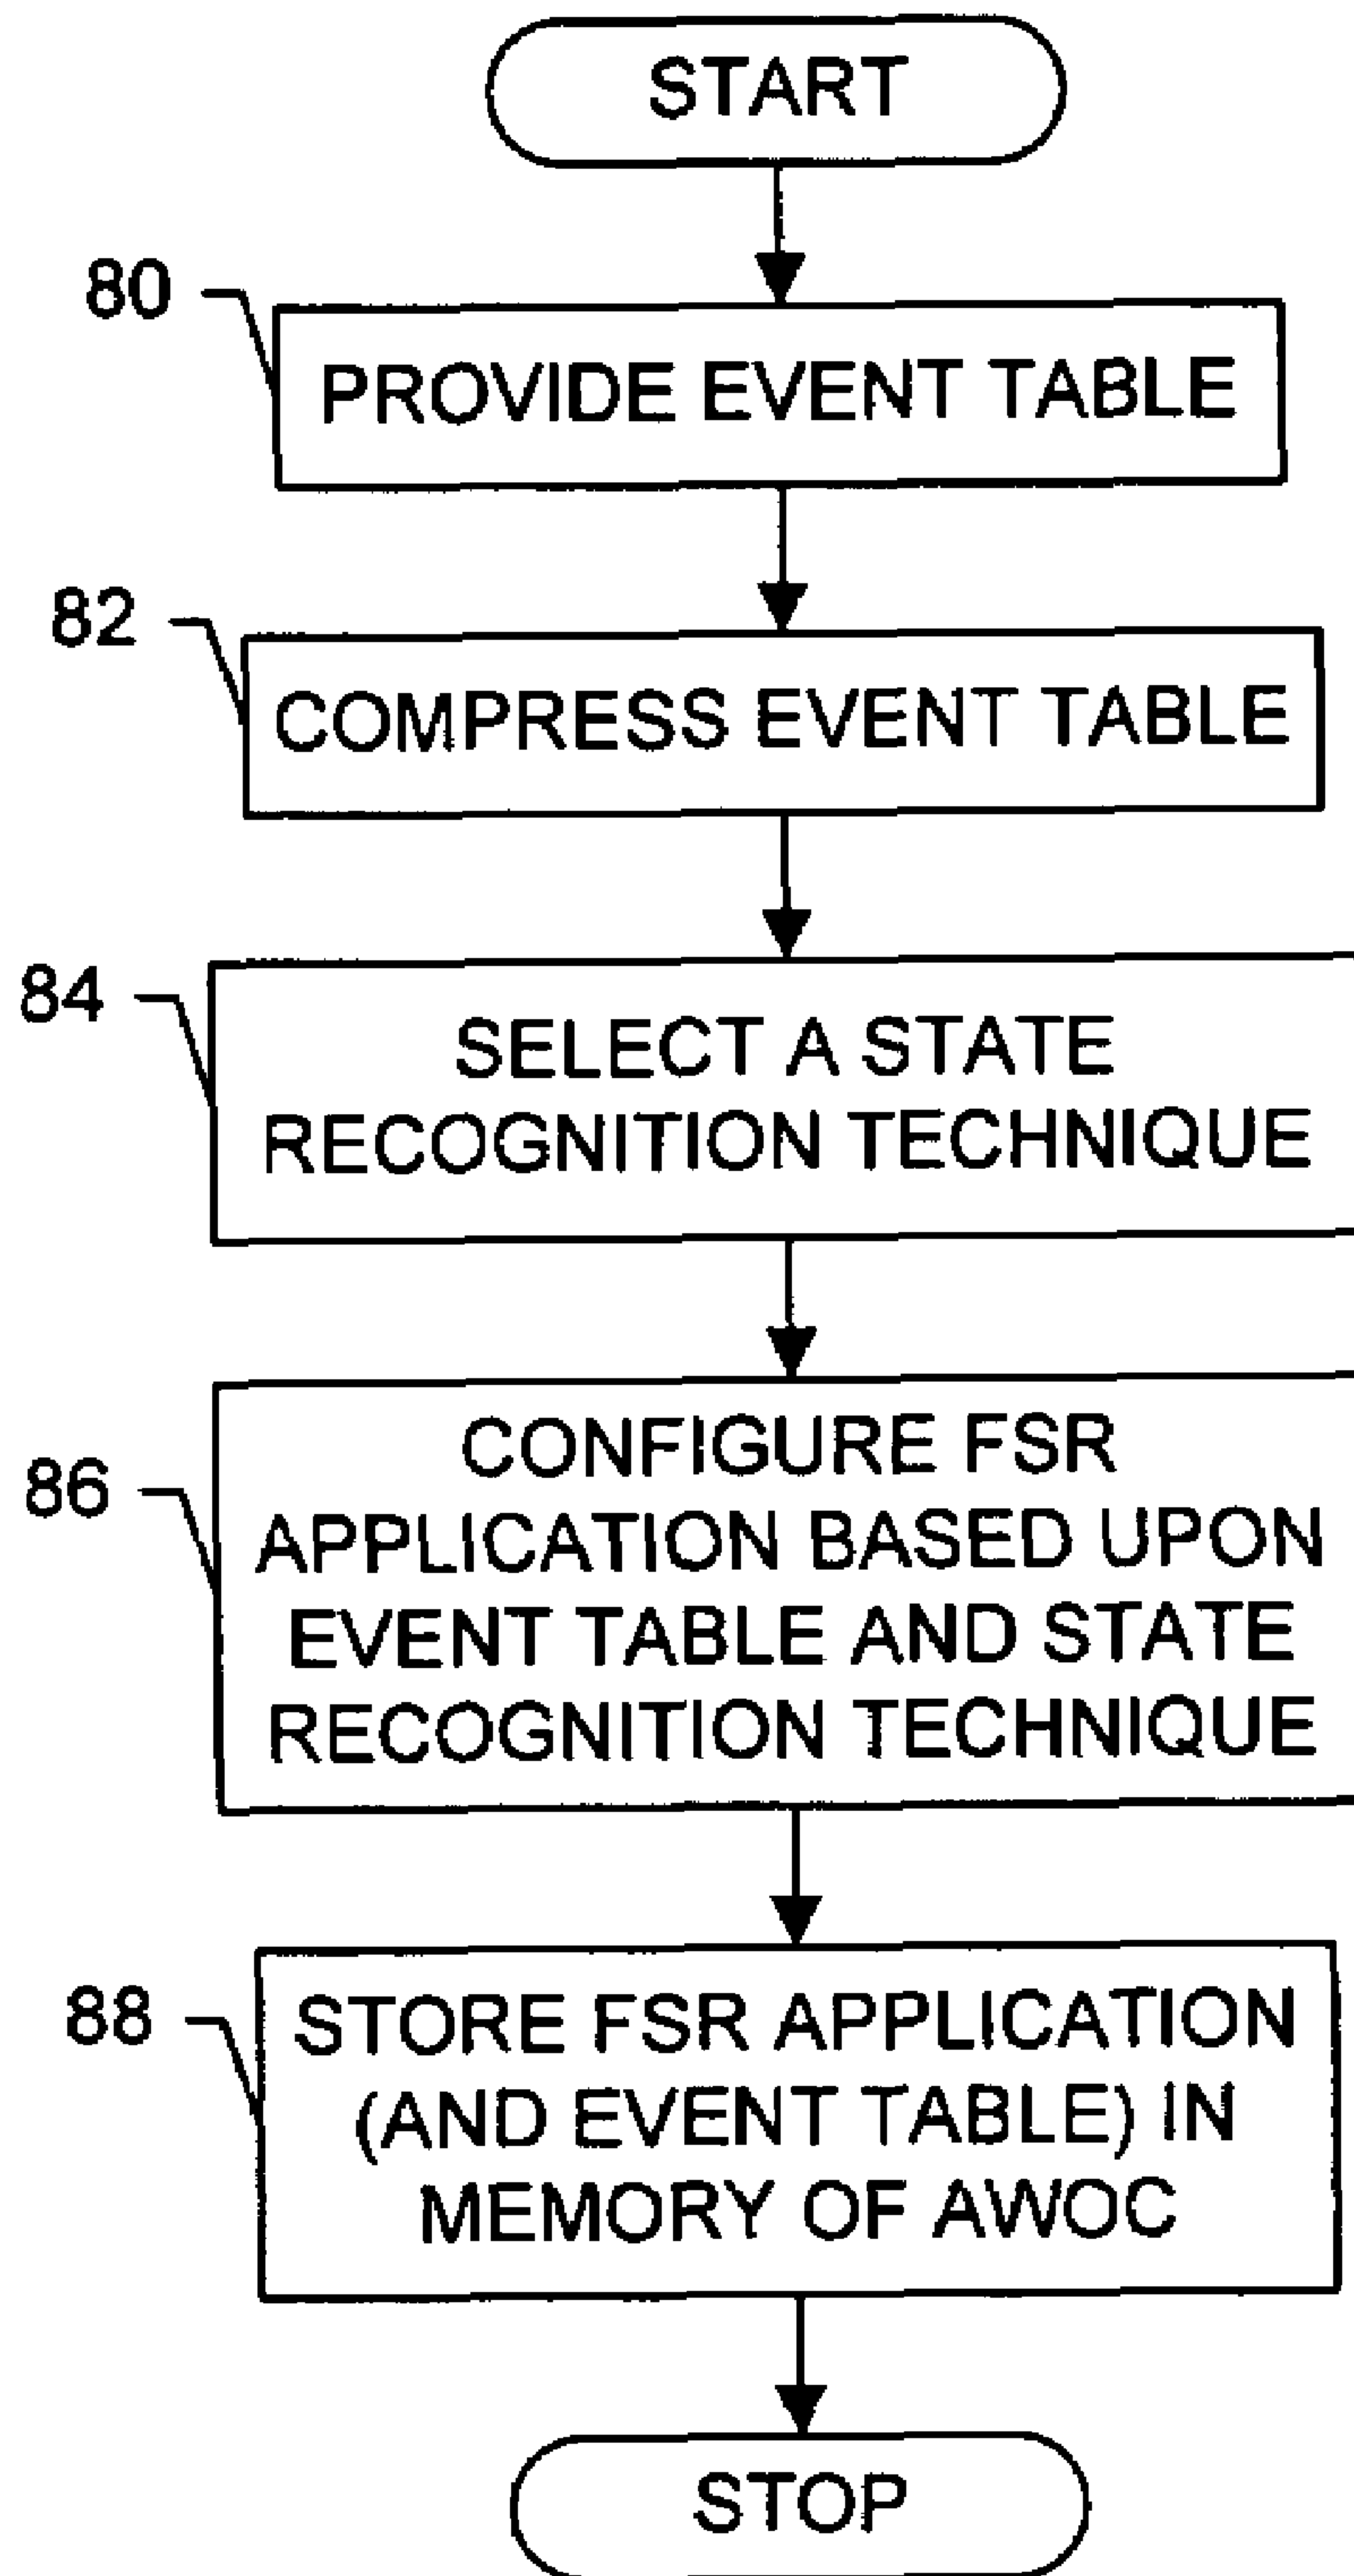 START
80
PROVIDE EVENT TABLE
82
COMPRESS EVENT TABLE
84
SELECT A STATE
RECOGNITION TECHNIQUE
86
CONFIGURE FSR
APPLICATION BASED UPON
EVENT TABLE AND STATE
RECOGNITION TECHNIQUE
88
STORE FSR APPLICATION
(AND EVENT TABLE) IN
MEMORY OF AWOC
STOP